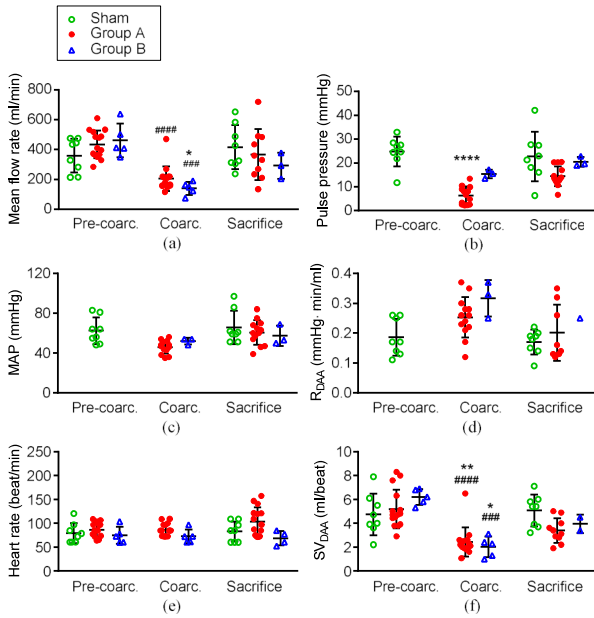 Sham
Group A
Group B
Mean flow rate (ml/min)
800
600
400
200
0
####
*
###
Pre-coarc.
Coarc.
Sacrifice
(a)
Pulse pressure (mmHg)
50
40
30
20
10
0
****
Pre-coarc.
Coarc.
Sacrifice
(b)
MAP (mmHg)
120
80
40
0
Pre-coarc.
Coarc.
Sacrifice
(c)
R_DAA (mmHg· min/ml)
0.4
0.3
0.2
0.1
0.0
Pre-coarc.
Coarc.
Sacrifice
(d)
Heart rate (beat/min)
250
200
150
100
50
0
Pre-coarc.
Coarc.
Sacrifice
(e)
SV_DAA (ml/beat)
10
8
6
4
2
0
**
####
*
###
Pre-coarc.
Coarc.
Sacrifice
(f)